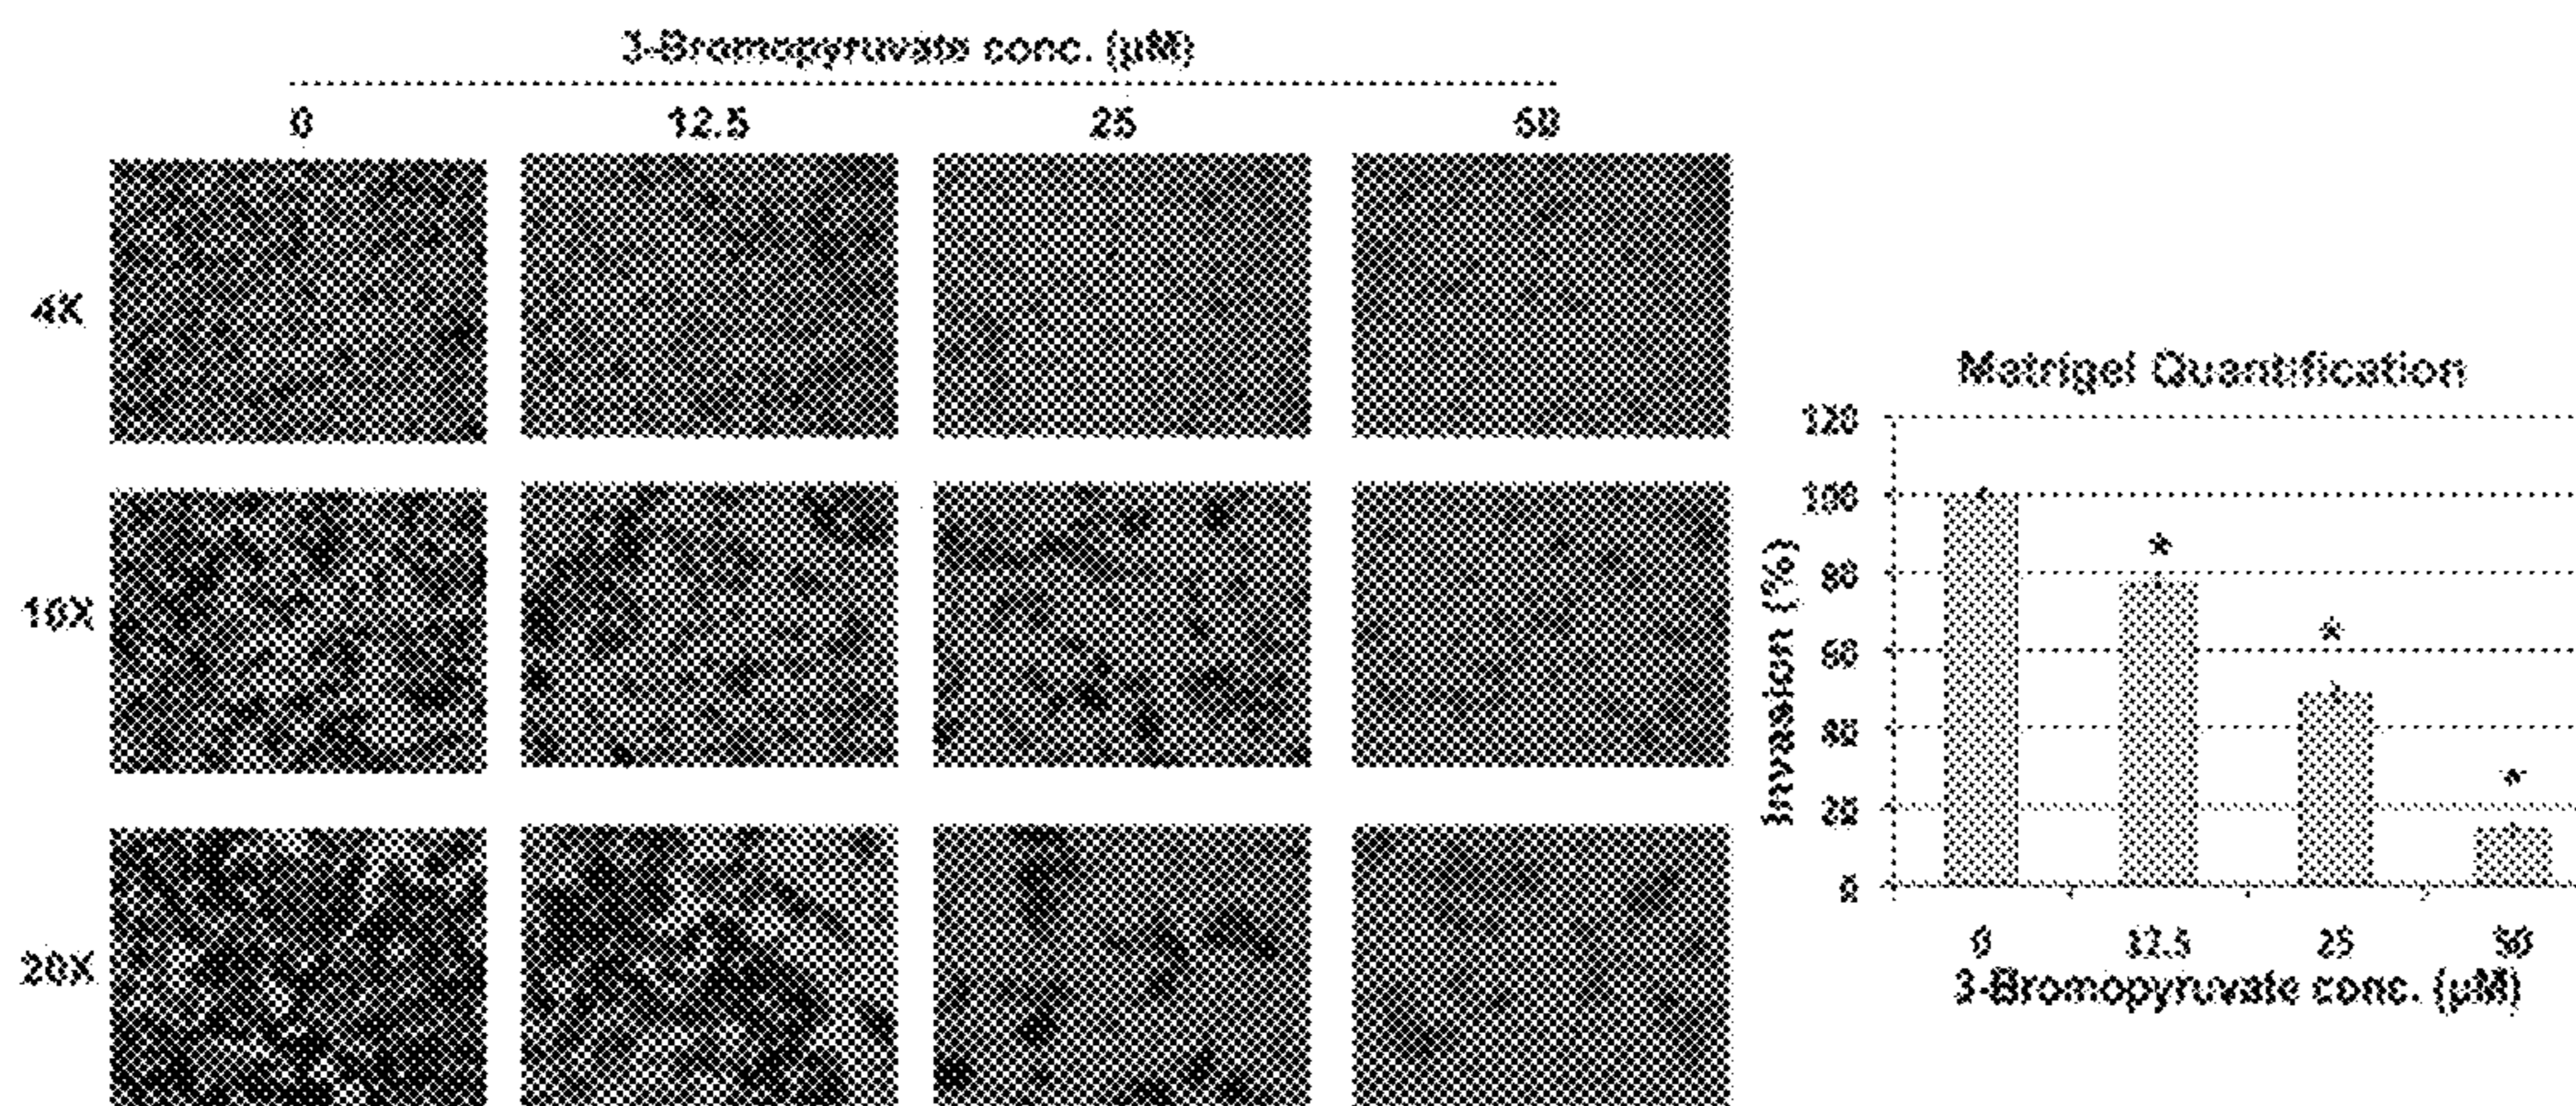 3-Bromopyruvate conc. (µM)
0 12.5 25 50
4X
10X
20X
Matrigel Quantification
120
100
80
60
40
20
0
Invasion (%)
* * * 
0 12.5 25 50
3-Bromopyruvate conc. (µM)